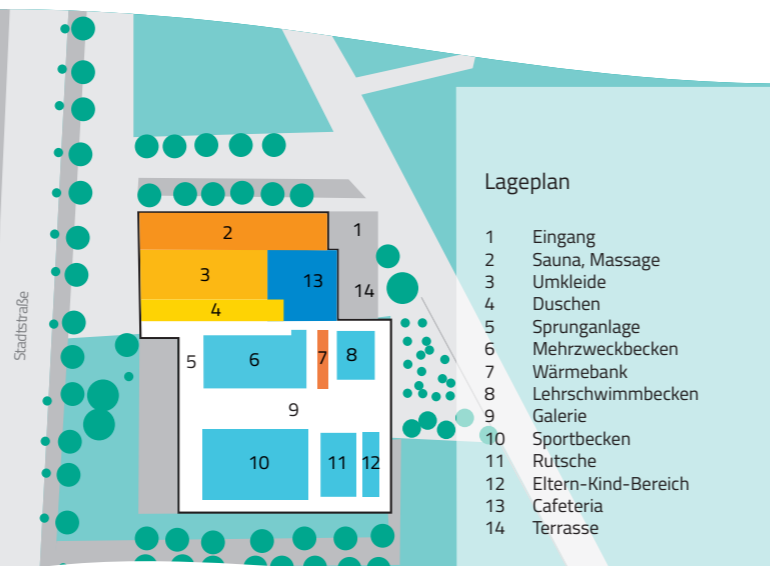 Lageplan
1 Eingang
2 Sauna, Massage
3 Umkleide
4 Duschen
5 Sprunganlage
6 Mehrzweckbecken
7 Wärmebank
8 Lehrschwimmbecken
9 Galerie
10 Sportbecken
11 Rutsche
12 Eltern-Kind-Bereich
13 Cafeteria
14 Terrasse
Stadtstraße
2
1
3
13
14
4
5
6
7
8
9
10
11
12